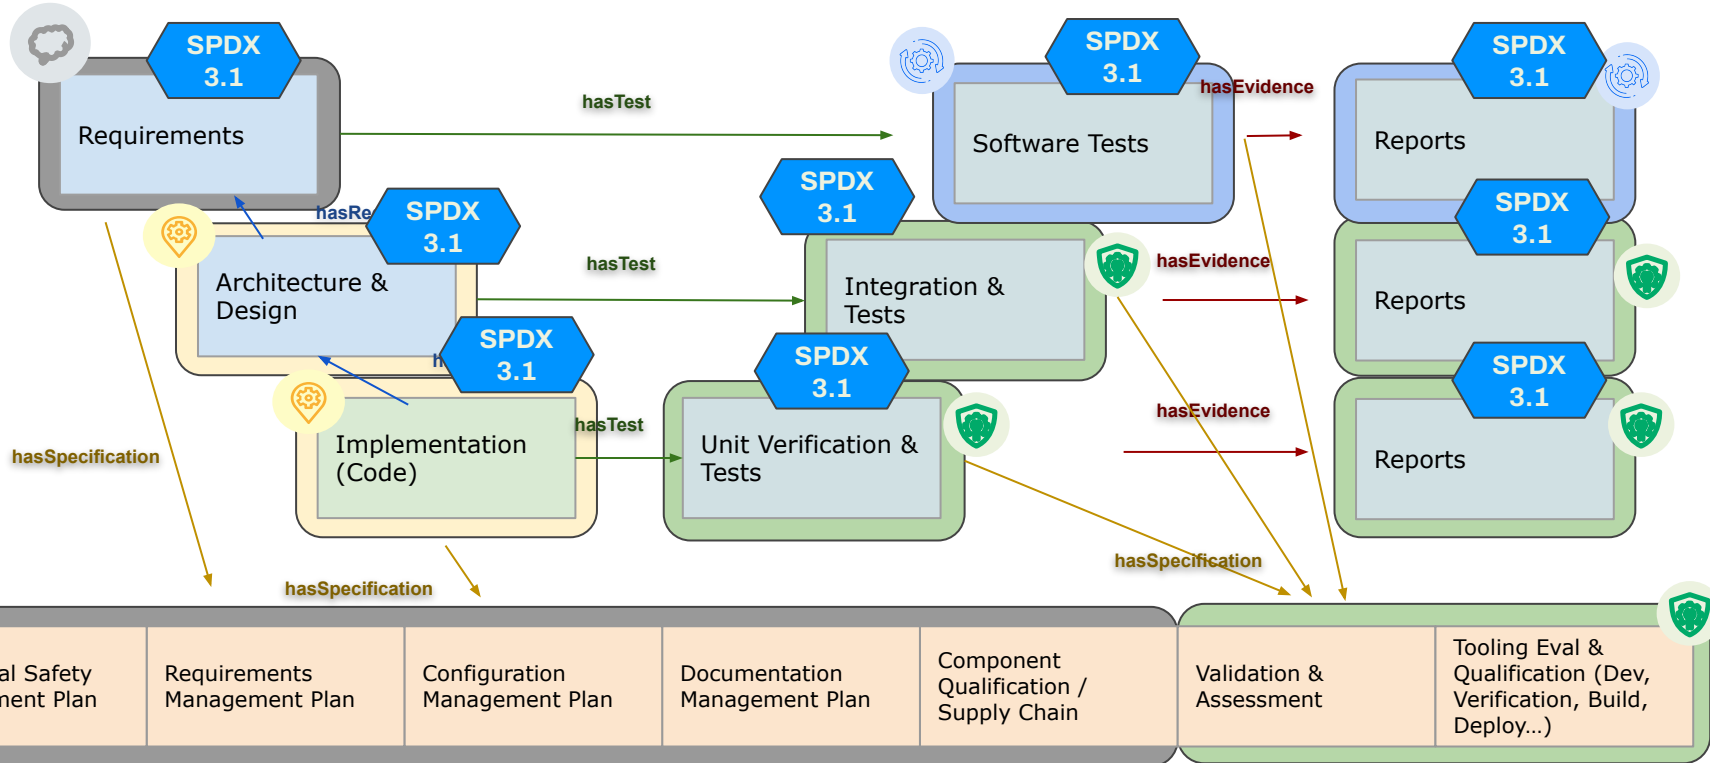 SPDX
3.1
Requirements
hasTest
SPDX
3.1
Software Tests
hasEvidence
SPDX
3.1
Reports
SPDX
3.1
Architecture &
Design
hasTest
SPDX
3.1
Integration &
Tests
hasEvidence
SPDX
3.1
Reports
SPDX
3.1
Implementation
(Code)
hasTest
SPDX
3.1
Unit Verification &
Tests
hasEvidence
SPDX
3.1
Reports
hasSpecification
hasSpecification
hasSpecification
Safety
Plan
Requirements
Management Plan
Configuration
Management Plan
Documentation
Management Plan
Component
Qualification /
Supply Chain
Validation &
Assessment
Tooling Eval &
Qualification (Dev,
Verification, Build,
Deploy...)